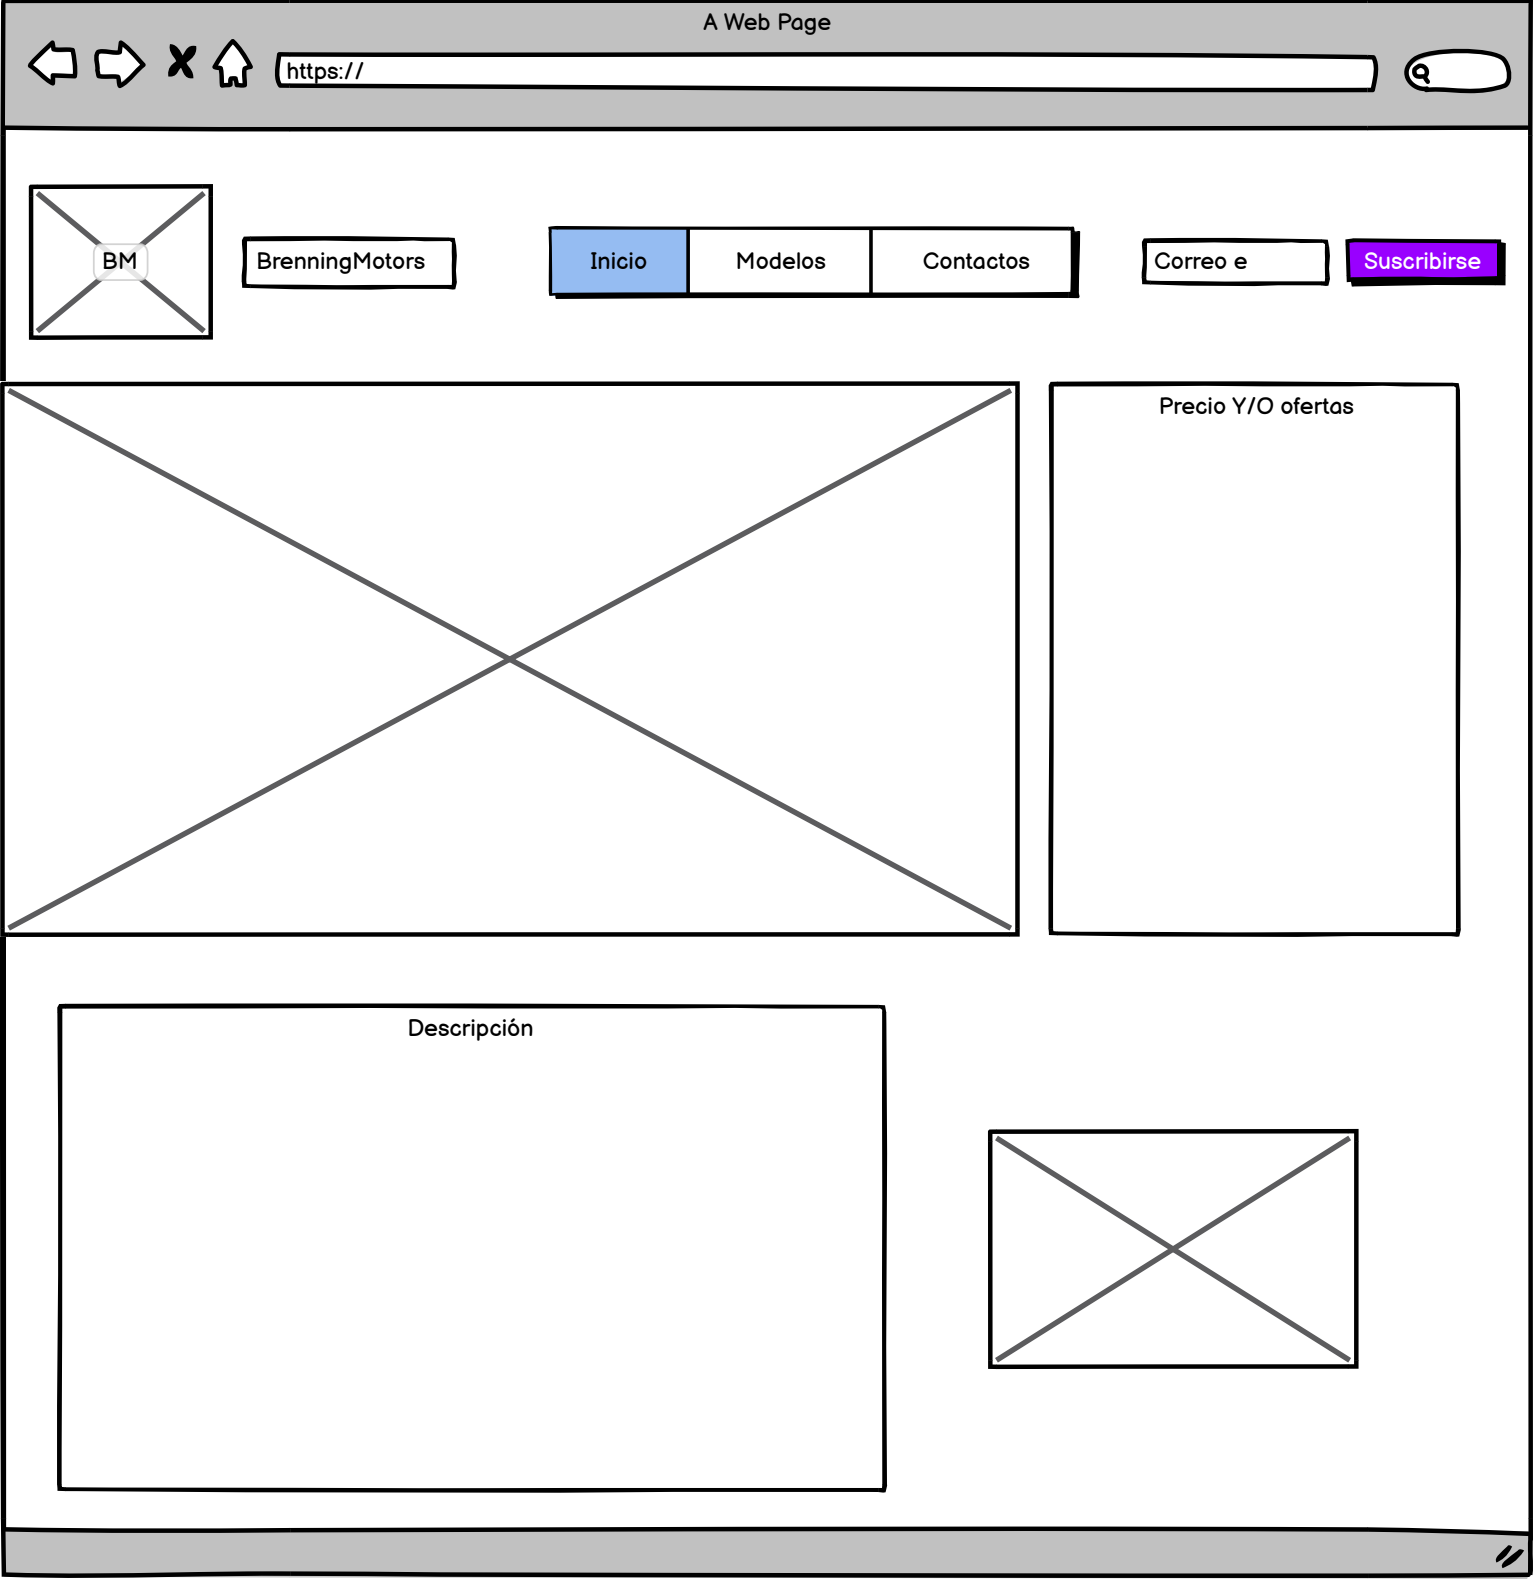 A Web Page
https://
BM
BrenningMotors
Inicio
Modelos
Contactos
Correo e
Suscribirse
Precio Y/O ofertas
Descripción